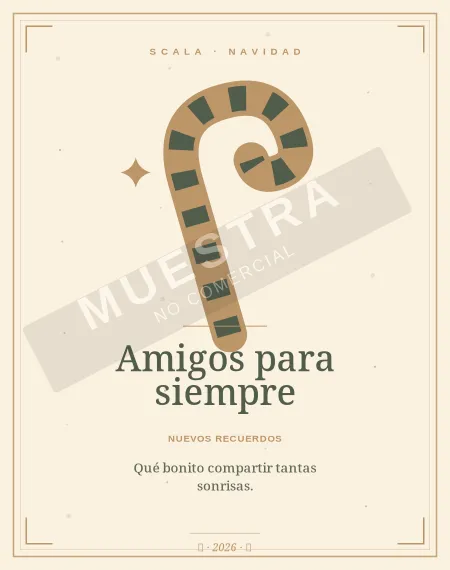 SCALA · NAVIDAD
MUESTRA
NO COMERCIAL
Amigos para
siempre
NUEVOS RECUERDOS
Qué bonito compartir tantas
sonrisas.
· 2026 ·